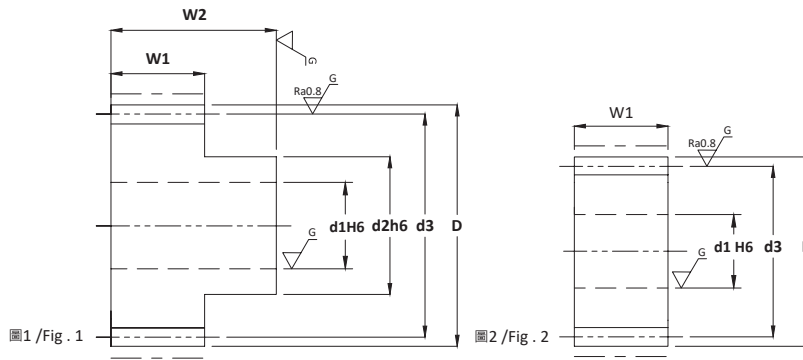 W2
W1
G
G
Ra0.8
d1H6
d2h6
d3
D
G
圖1 /Fig . 1
W1
G
Ra0.8
d1 H6
d3
G
圖2 /Fig . 2